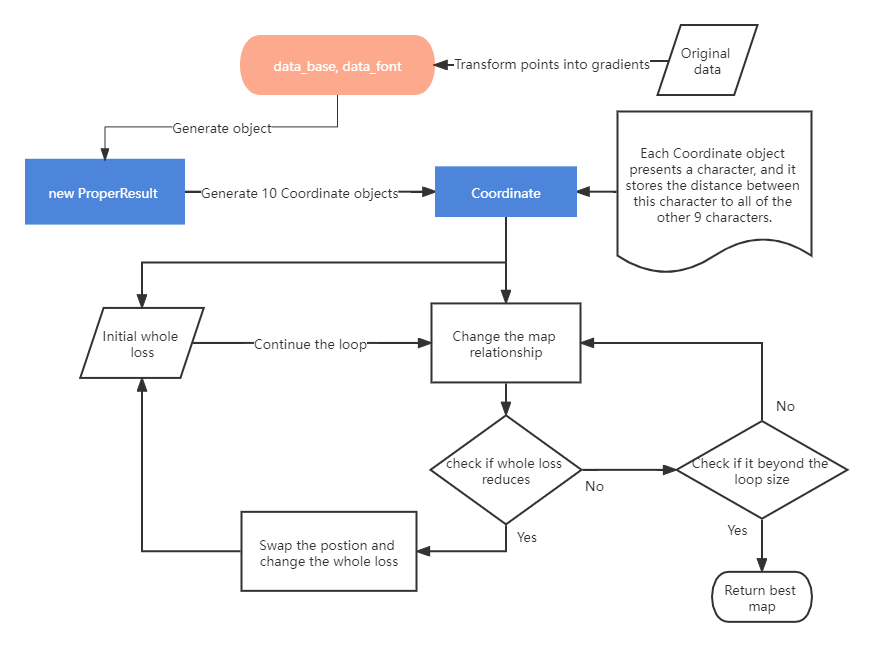 Original
data
data_base, data_font
Transform points into gradients
Generate object
new ProperResult
Generate 10 Coordinate objects
Coordinate
Each Coordinate object
presents a character, and it
stores the distance between
this character to all of the
other 9 characters.
Initial whole
loss
Continue the loop
Change the map
relationship
No
check if whole loss
reduces
No
Check if it beyond the
loop size
Yes
Yes
Swap the postion and
change the whole loss
Return best
map